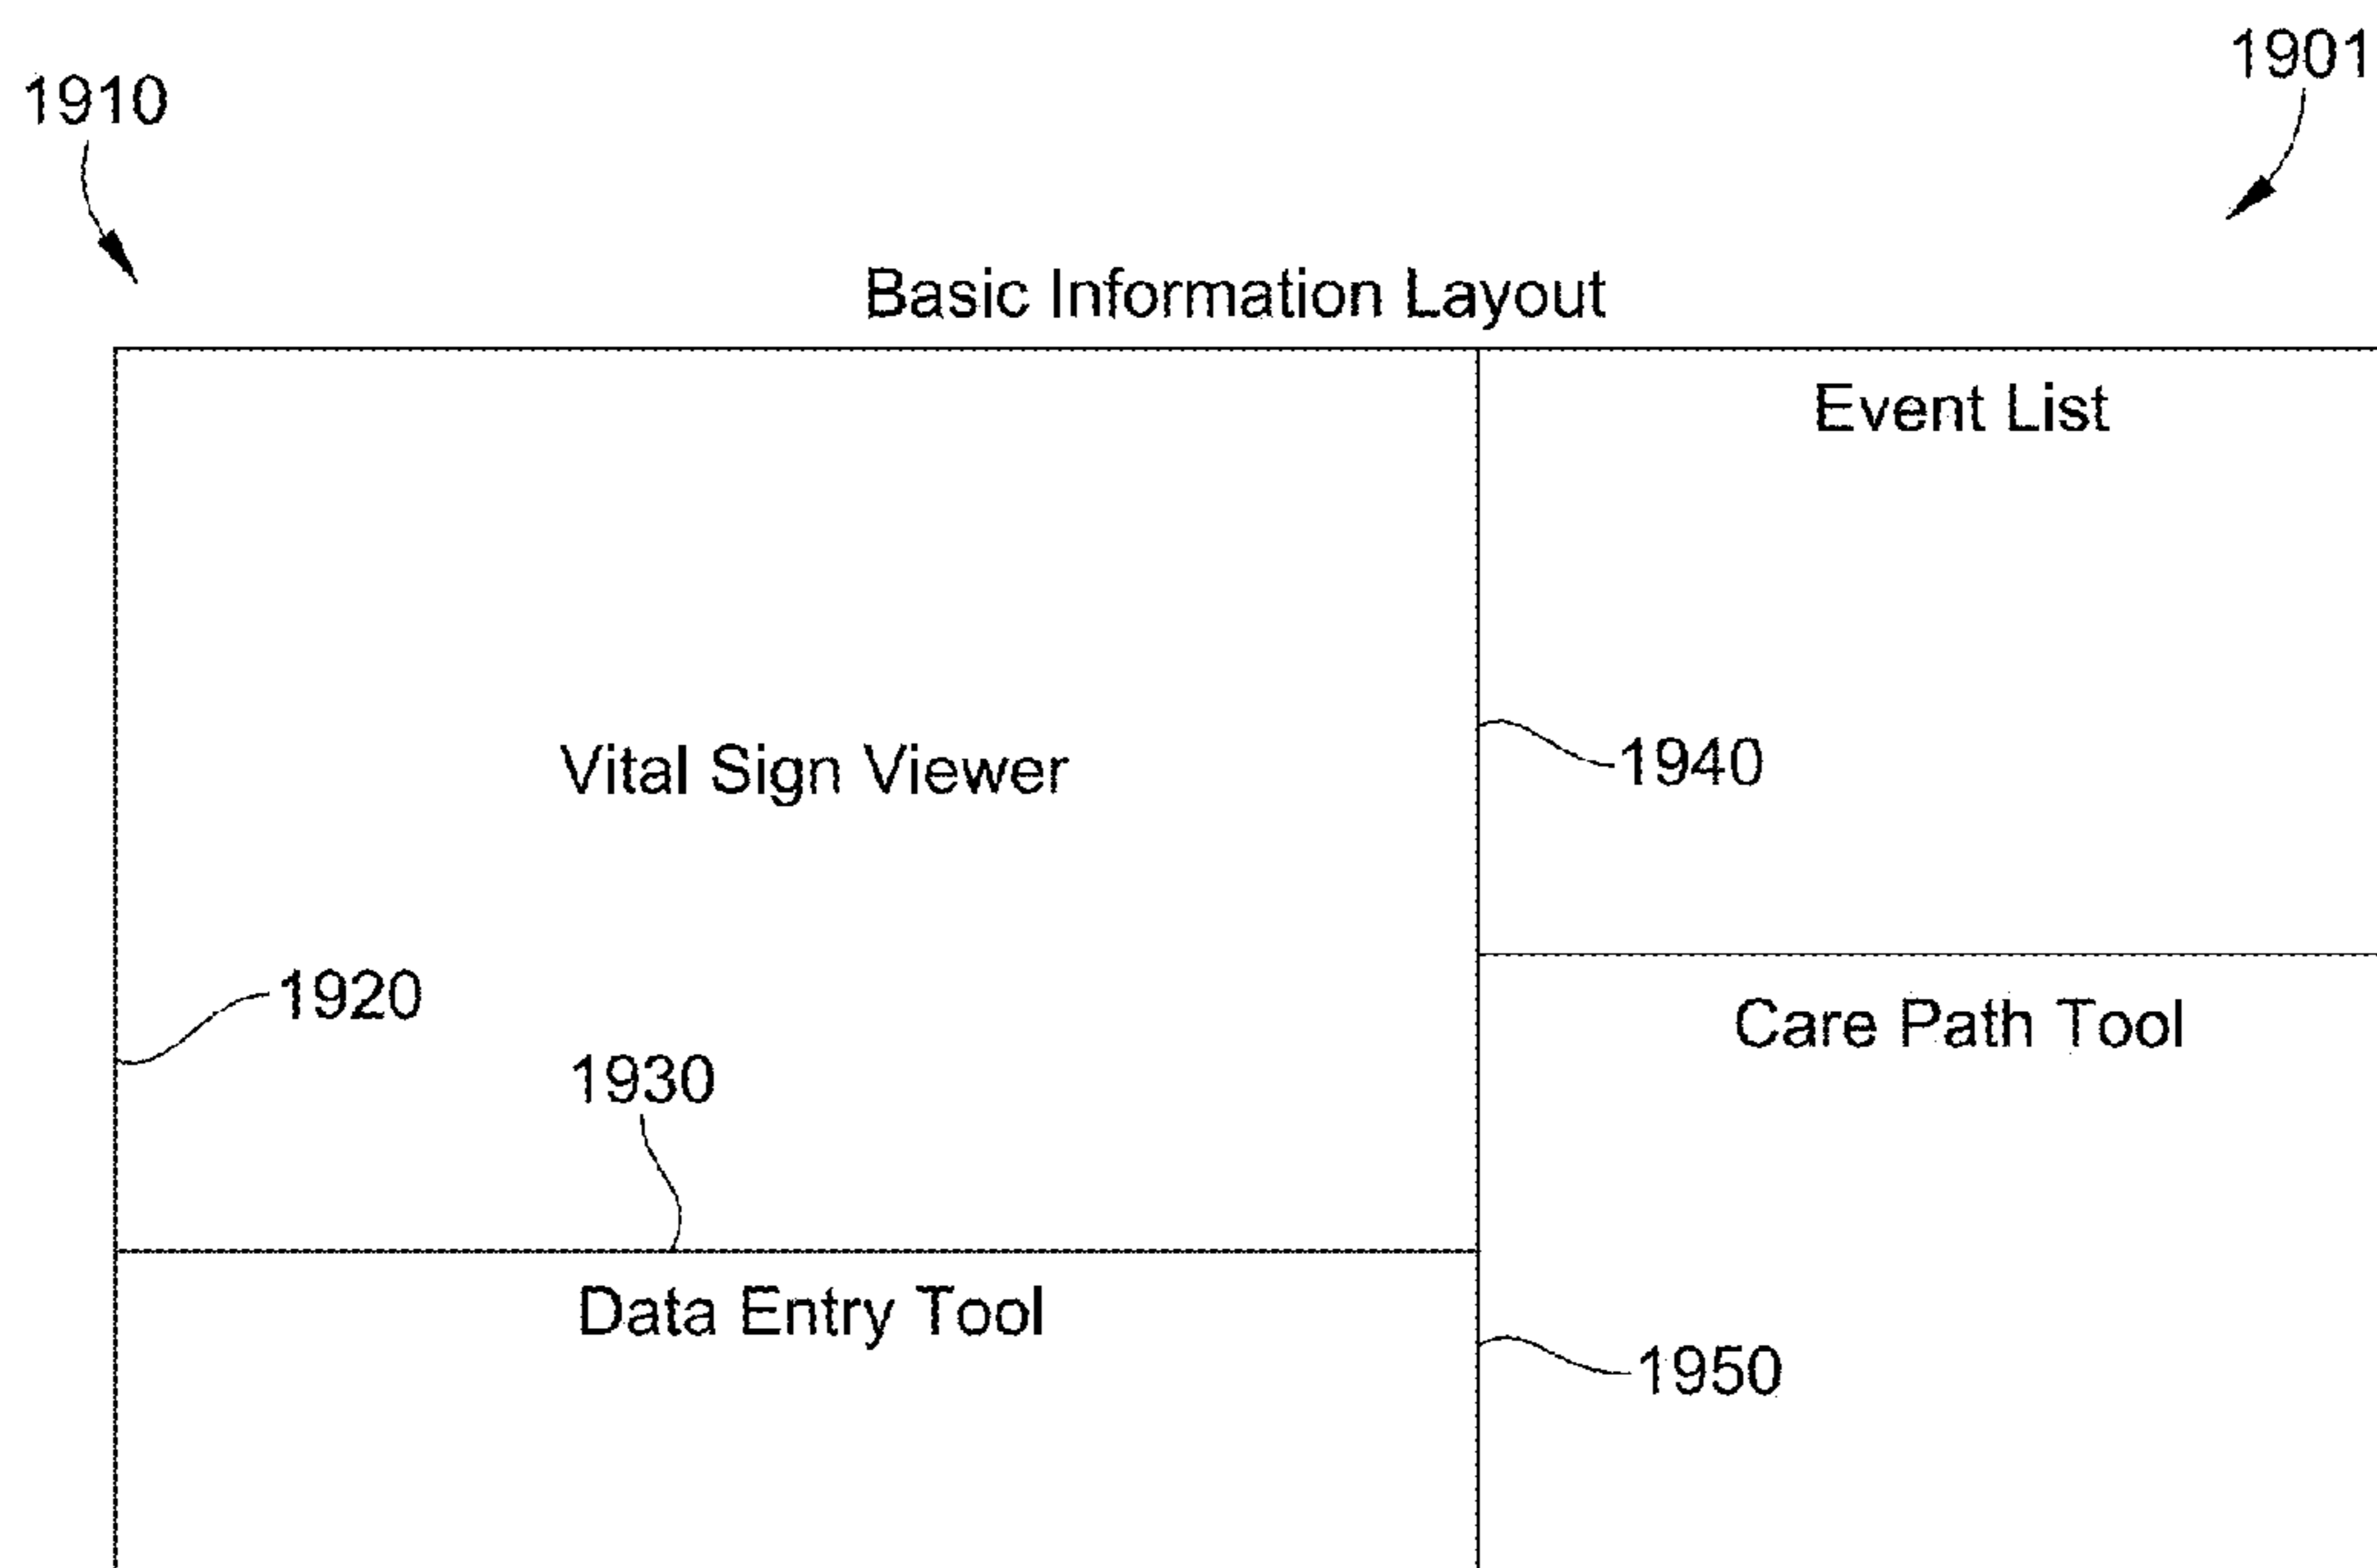 1901
1910
Basic Information Layout
Event List
Vital Sign Viewer
1940
1920
Care Path Tool
1930
Data Entry Tool
1950